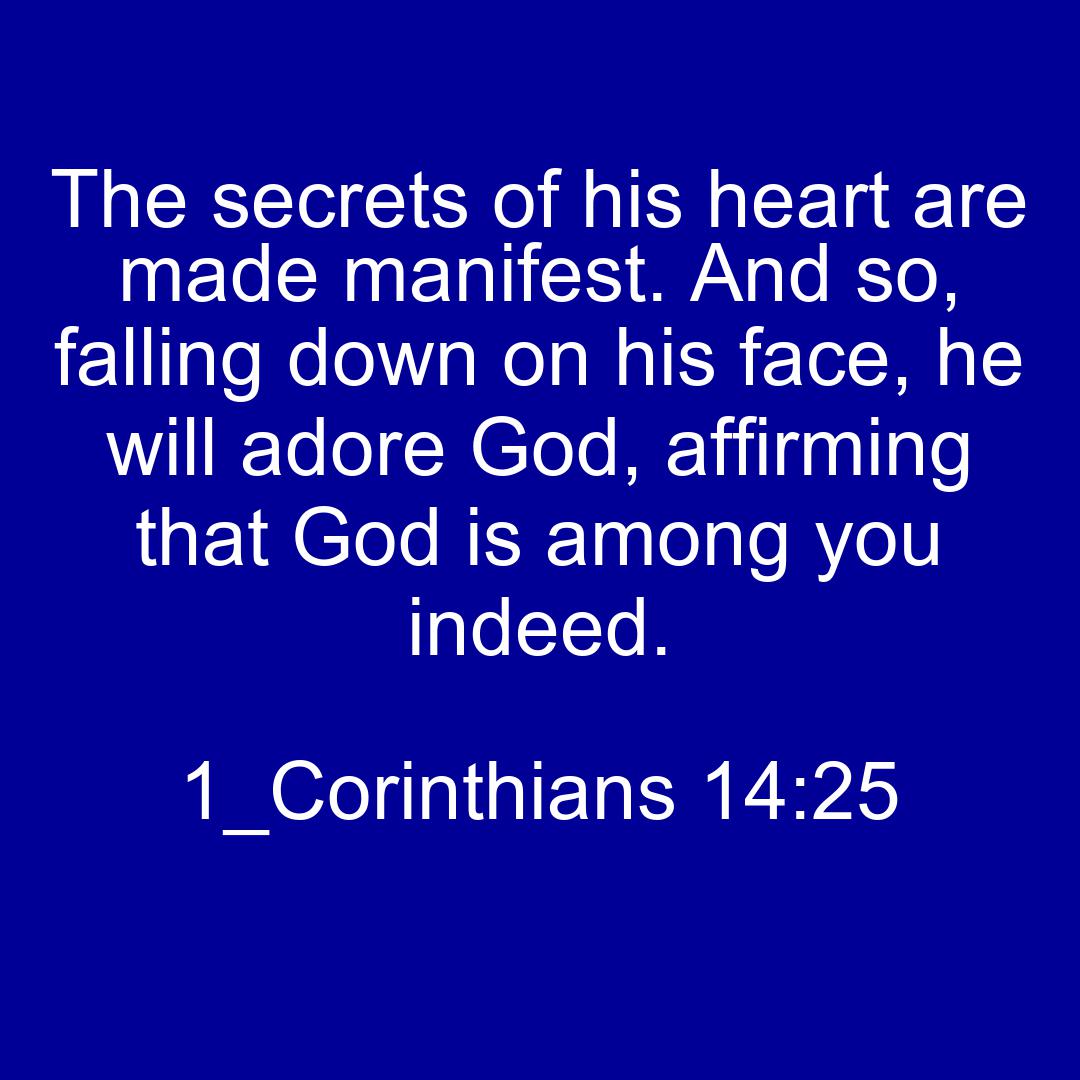 The secrets of his heart are
made manifest. And so,
falling down on his face, he
will adore God, affirming
that God is among you
indeed.
1_Corinthians 14:25